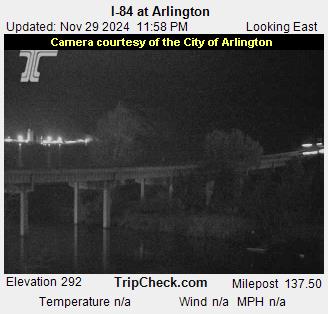 I-84 at Arlington
Updated: Nov 29 2024 11:58 PM Looking East
Camera courtesy of the City of Arlington
Elevation 292 TripCheck.com Milepost 137.50
Temperature n/a Wind n/a MPH n/a